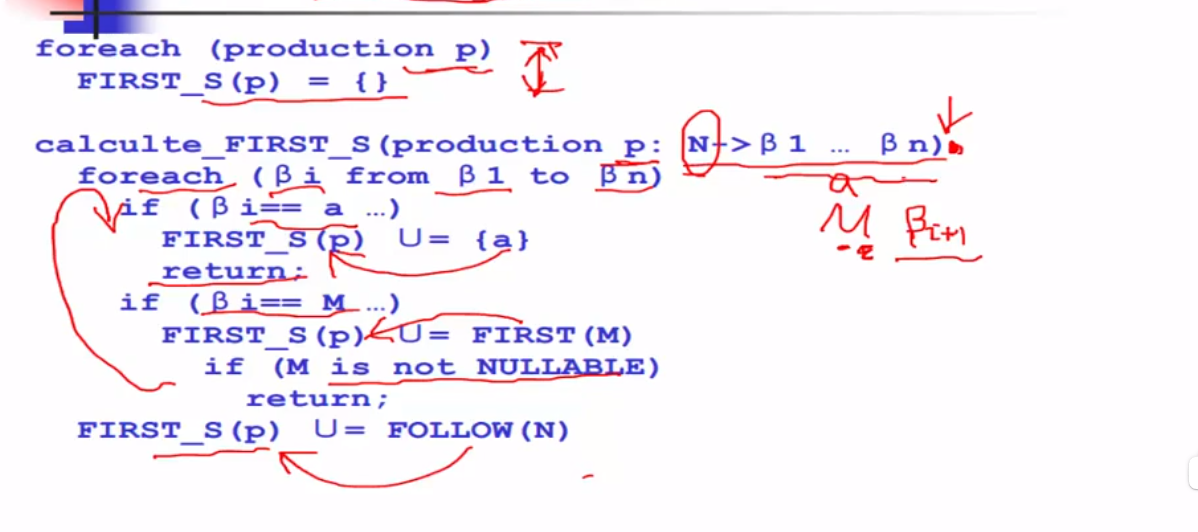 foreach (production p)
FIRST_S(p) = {}
calculte_FIRST_S(production p: N->β1 … βn)
foreach (βi from β1 to βn)
a
if (βi== a …)
M βi+1
FIRST_S(p) ∪= {a}
return;
if (βi== M …)
FIRST_S(p) ∪= FIRST(M)
if (M is not NULLABLE)
return;
FIRST_S(p) ∪= FOLLOW(N)